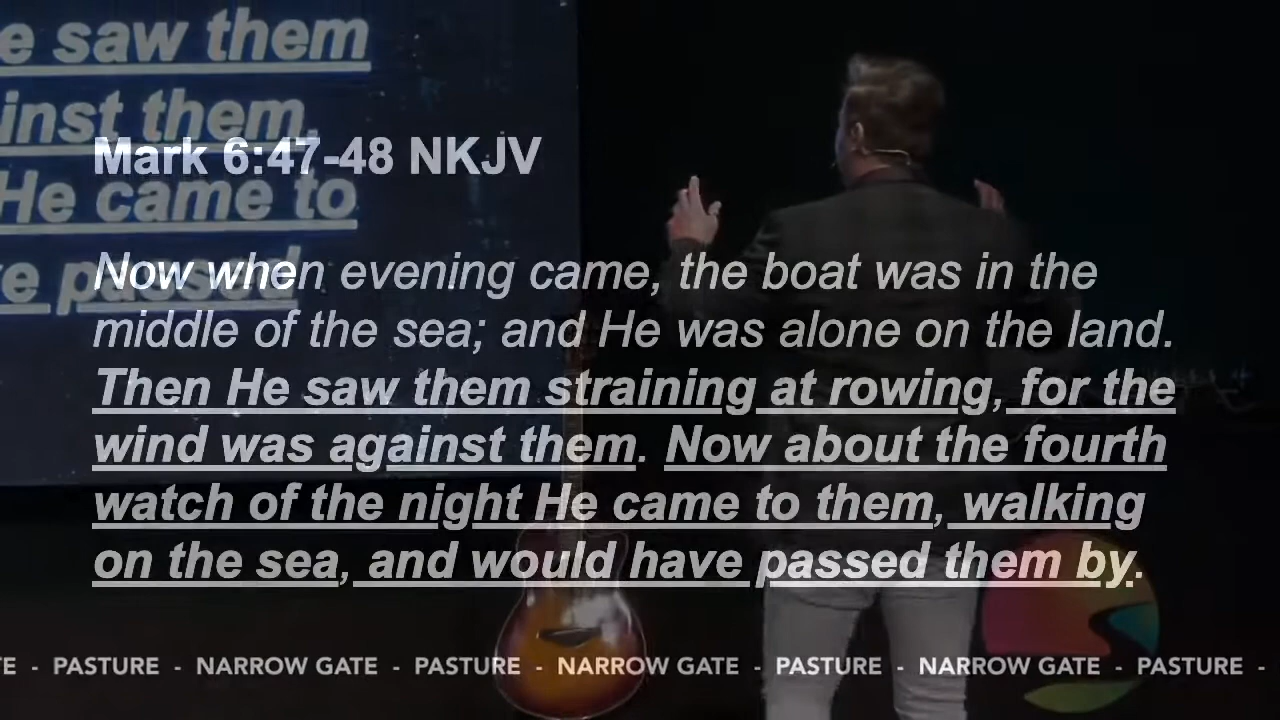 e saw them
inst them,
He came to
e passed
Mark 6:47-48 NKJV
Now when evening came, the boat was in the
middle of the sea; and He was alone on the land.
Then He saw them straining at rowing, for the
wind was against them. Now about the fourth
watch of the night He came to them, walking
on the sea, and would have passed them by.
TE - PASTURE - NARROW GATE - PASTURE - NARROW GATE - PASTURE - NARROW GATE - PASTURE -